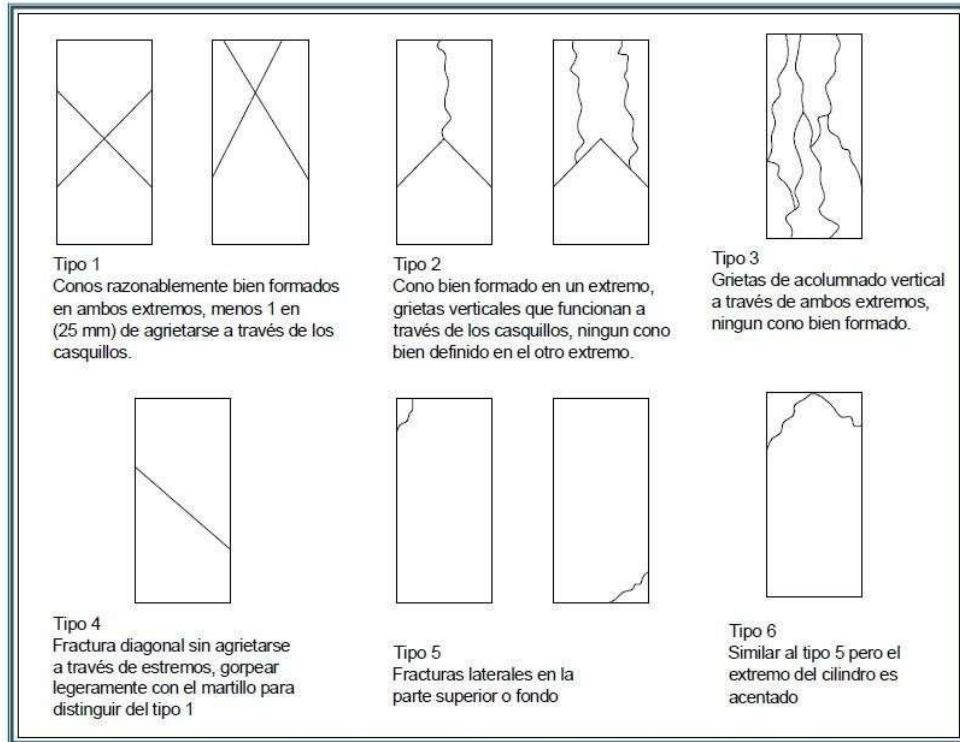 Tipo 1
Conos razonablemente bien formados
en ambos extremos, menos 1 en
(25 mm) de agrietarse a través de los
casquillos.
Tipo 2
Cono bien formado en un extremo,
grietas verticales que funcionan a
través de los casquillos, ningun cono
bien definido en el otro extremo.
Tipo 3
Grietas de acolumnado vertical
a través de ambos extremos,
ningun cono bien formado.
Tipo 4
Fractura diagonal sin agrietarse
a través de estremos, gorpear
legeramente con el martillo para
distinguir del tipo 1
Tipo 5
Fracturas laterales en la
parte superior o fondo
Tipo 6
Similar al tipo 5 pero el
extremo del cilindro es
acentado